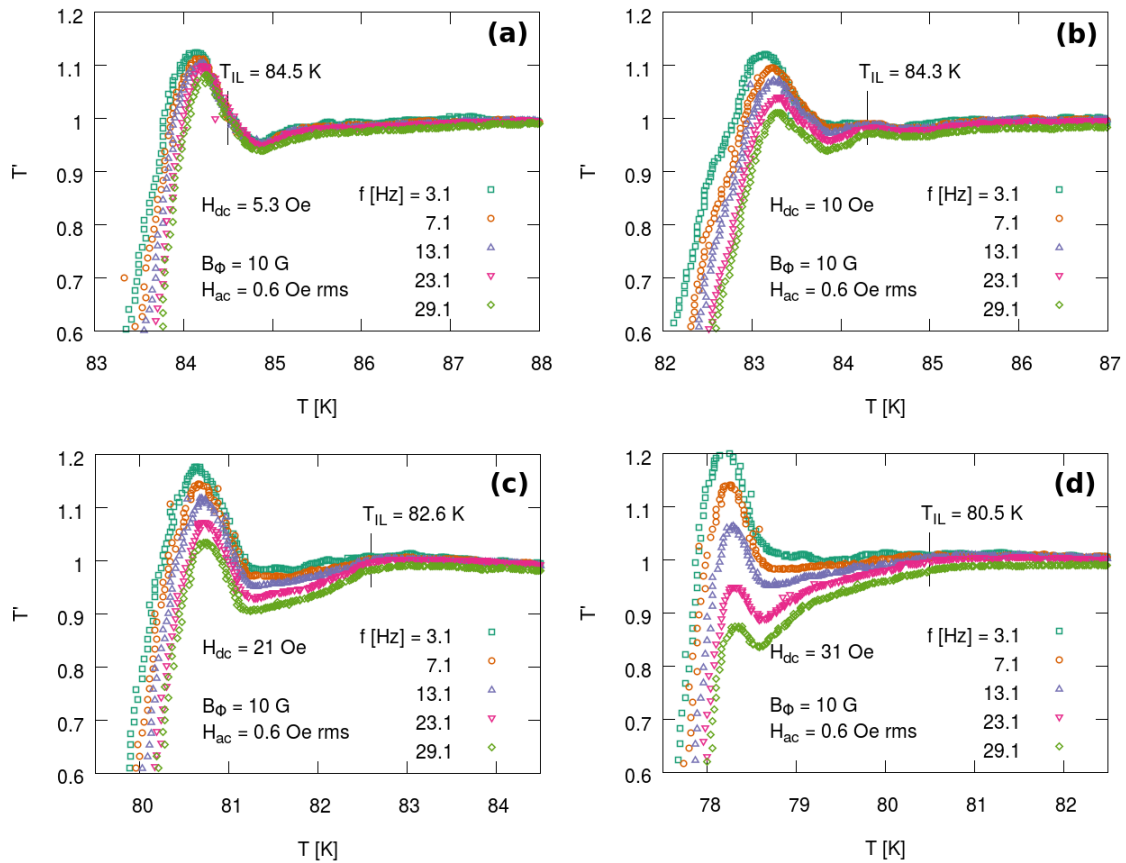 (a)
1.2
1.1
1
0.9
0.8
0.7
0.6
T'
T_IL = 84.5 K
H_dc = 5.3 Oe
B_Φ = 10 G
H_ac = 0.6 Oe rms
f [Hz] = 3.1
7.1
13.1
23.1
29.1
83 84 85 86 87 88
T [K]
(b)
1.2
1.1
1
0.9
0.8
0.7
0.6
T'
T_IL = 84.3 K
H_dc = 10 Oe
B_Φ = 10 G
H_ac = 0.6 Oe rms
f [Hz] = 3.1
7.1
13.1
23.1
29.1
82 83 84 85 86 87
T [K]
(c)
1.2
1.1
1
0.9
0.8
0.7
0.6
T'
T_IL = 82.6 K
H_dc = 21 Oe
B_Φ = 10 G
H_ac = 0.6 Oe rms
f [Hz] = 3.1
7.1
13.1
23.1
29.1
80 81 82 83 84
T [K]
(d)
1.2
1.1
1
0.9
0.8
0.7
0.6
T'
T_IL = 80.5 K
H_dc = 31 Oe
B_Φ = 10 G
H_ac = 0.6 Oe rms
f [Hz] = 3.1
7.1
13.1
23.1
29.1
78 79 80 81 82
T [K]